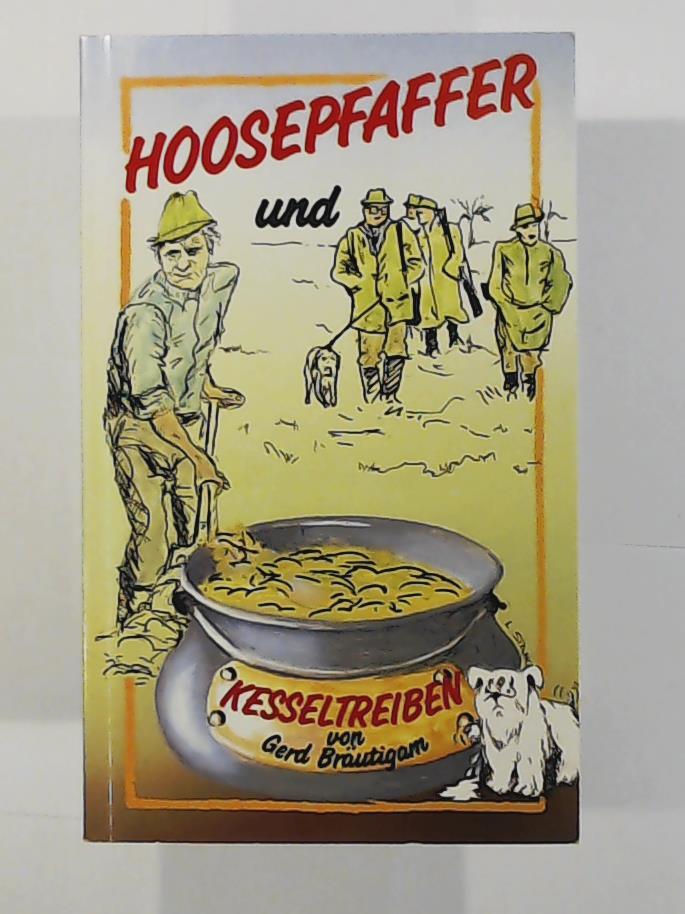 HOOSEPFAFFER
und
KESSELTREIBEN
von
Gerd Bräutigam